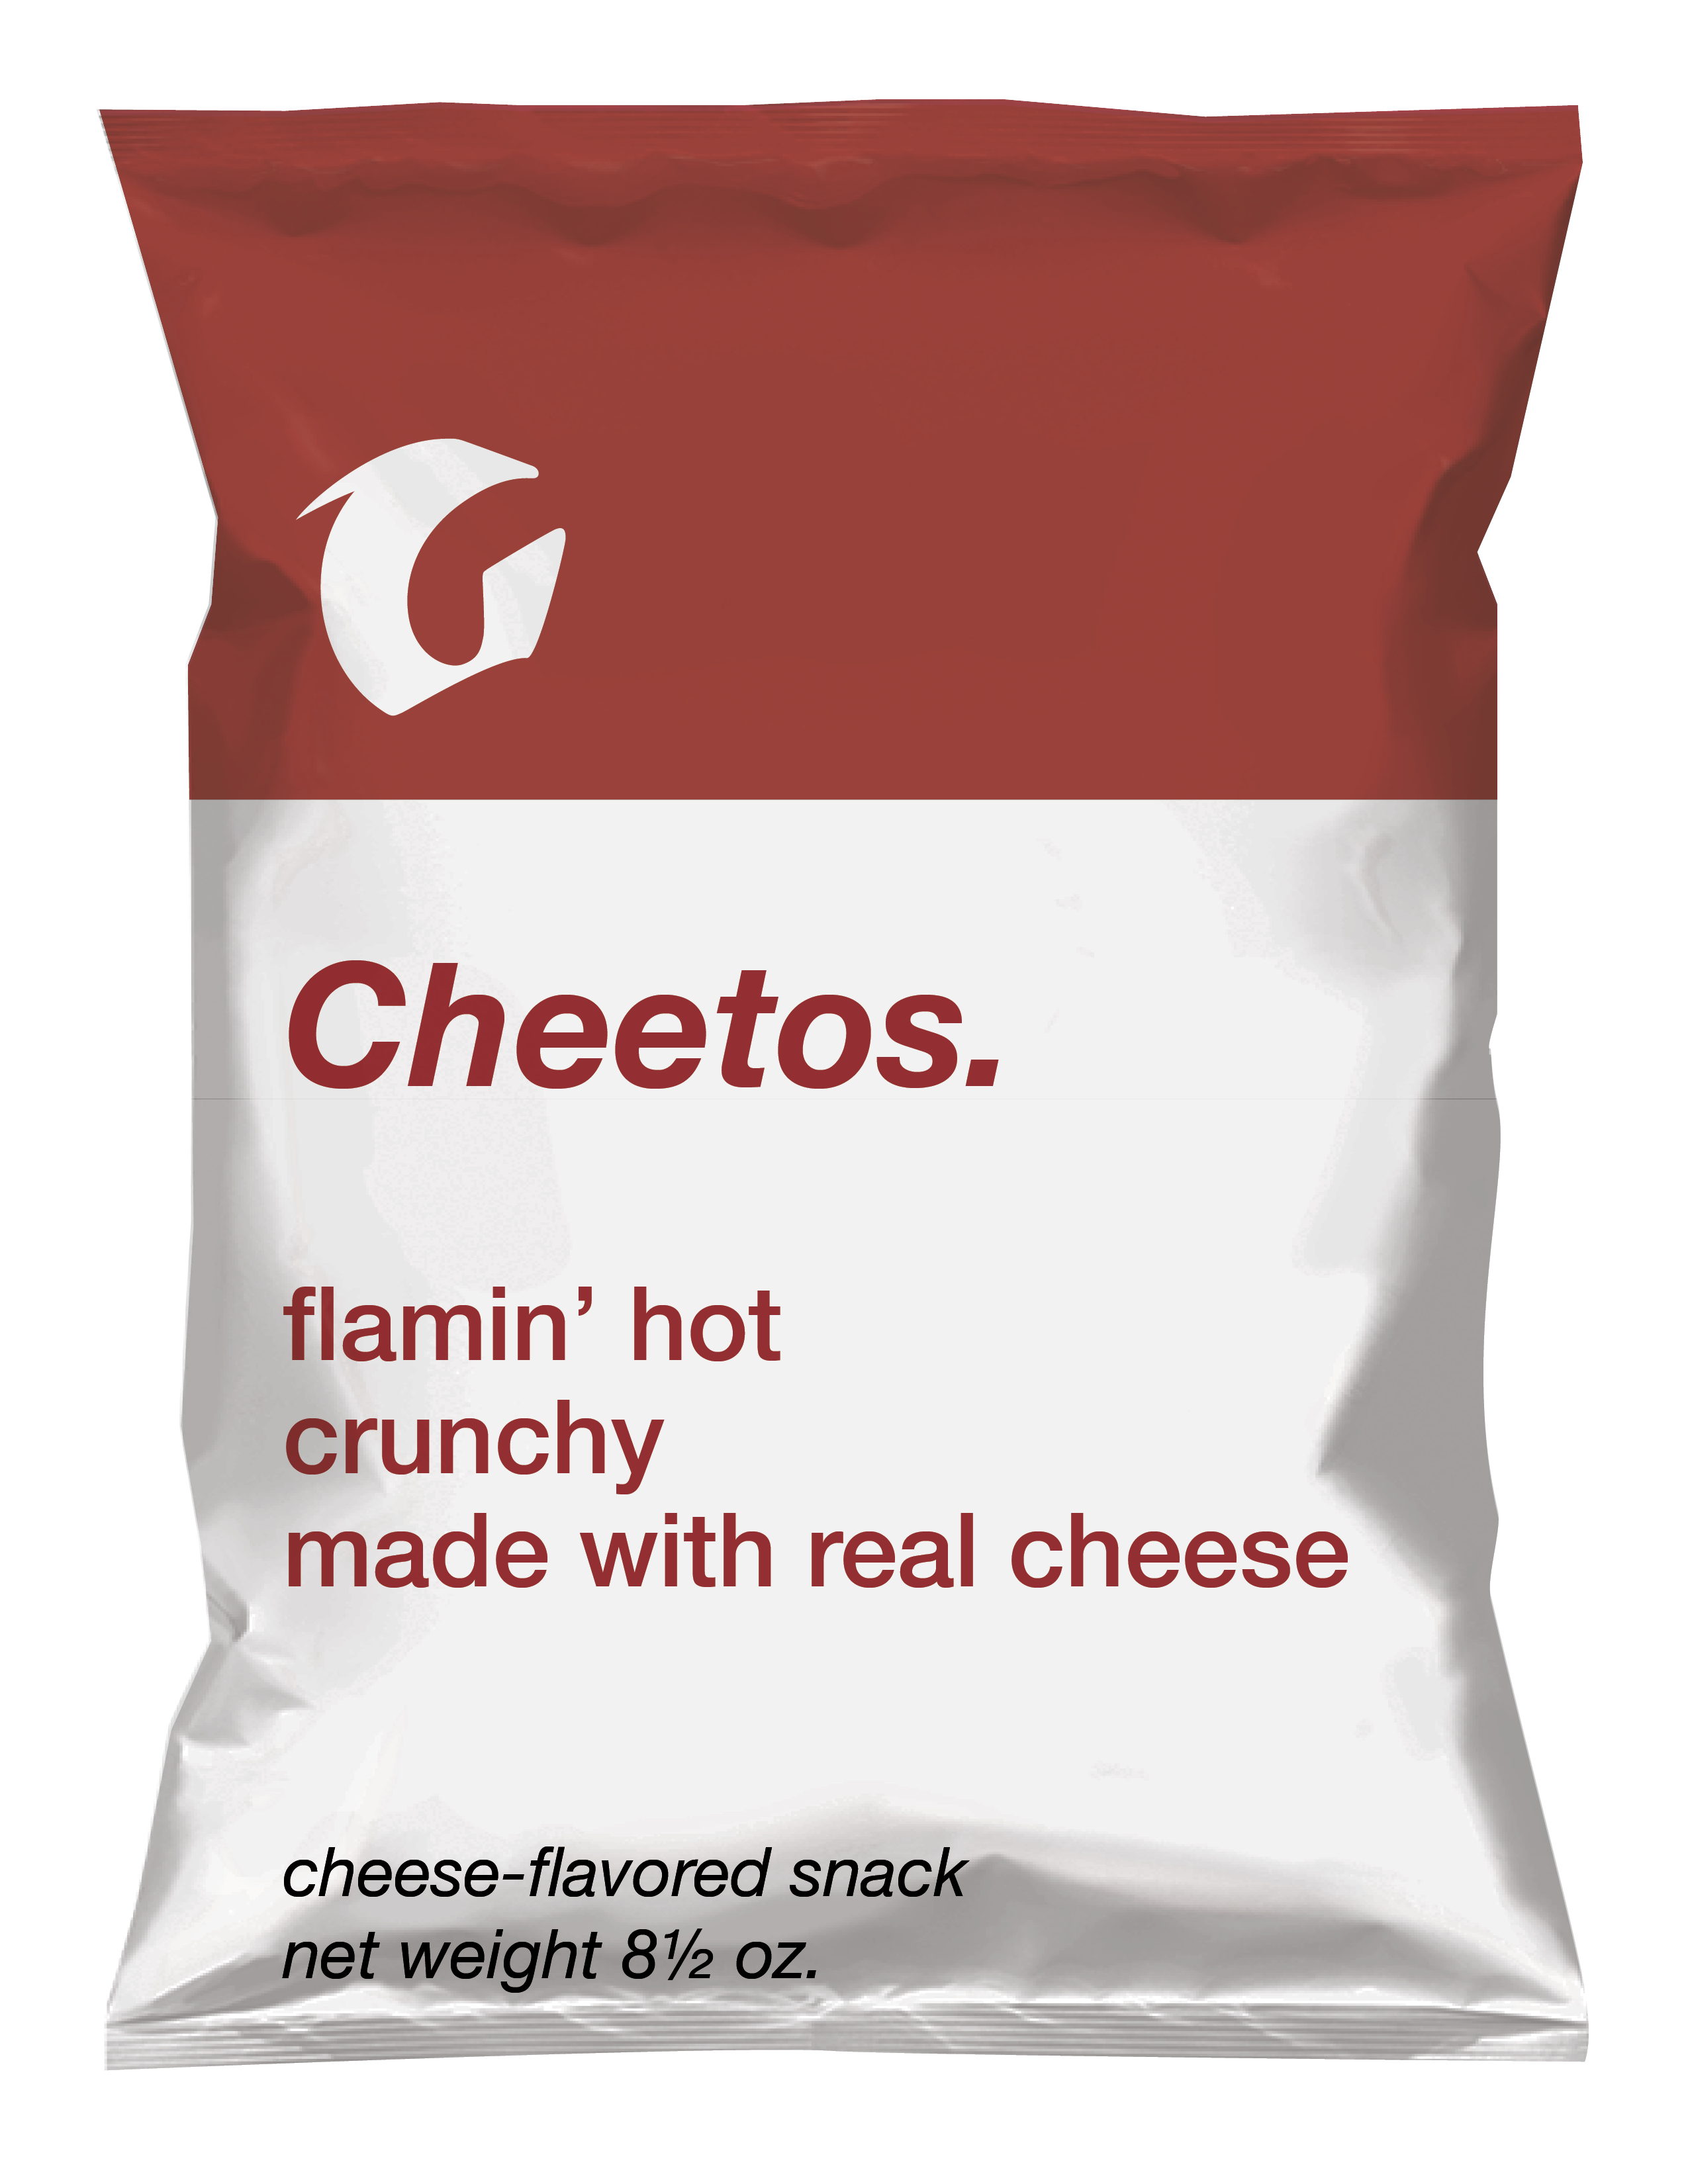 Cheetos.
flamin’ hot
crunchy
made with real cheese
cheese-flavored snack
net weight 8½ oz.